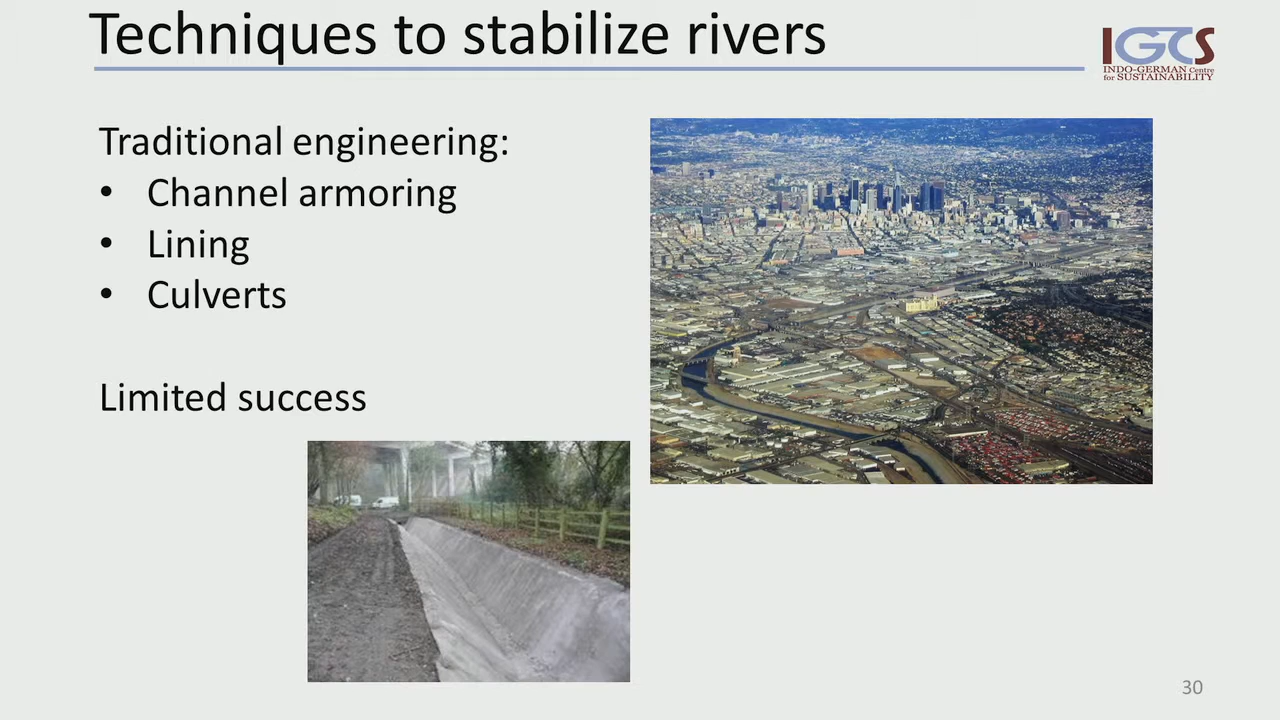 Techniques to stabilize rivers
IGCS
INDO-GERMAN Centre
for SUSTAINABILITY
Traditional engineering:
• Channel armoring
• Lining
• Culverts
Limited success
30